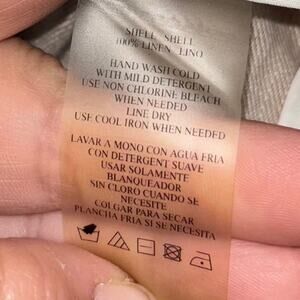 SHELL SHELL
100% LINEN LINO
HAND WASH COLD
WITH MILD DETERGENT
USE NON CHLORINE BLEACH
WHEN NEEDED
LINE DRY
USE COOL IRON WHEN NEEDED
LAVAR A MONO CON AGUA FRIA
CON DETERGENT SUAVE
USAR SOLAMENTE
BLANQUEADOR
SIN CLORO CUANDO SE
NECESITE
COLGAR PARA SECAR
PLANCHA FRIA SI SE NECESITA